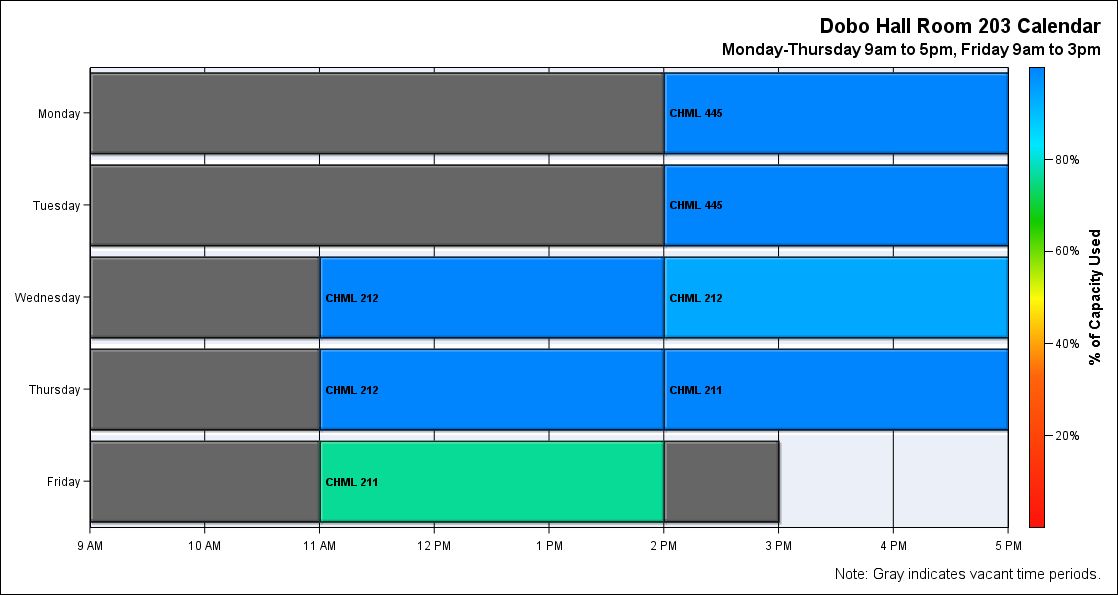 Dobo Hall Room 203 Calendar
Monday-Thursday 9am to 5pm, Friday 9am to 3pm
Monday
CHML 445
Tuesday
CHML 445
Wednesday
CHML 212
CHML 212
Thursday
CHML 212
CHML 211
Friday
CHML 211
9 AM
10 AM
11 AM
12 PM
1 PM
2 PM
3 PM
4 PM
5 PM
80%
60%
40%
20%
% of Capacity Used
Note: Gray indicates vacant time periods.